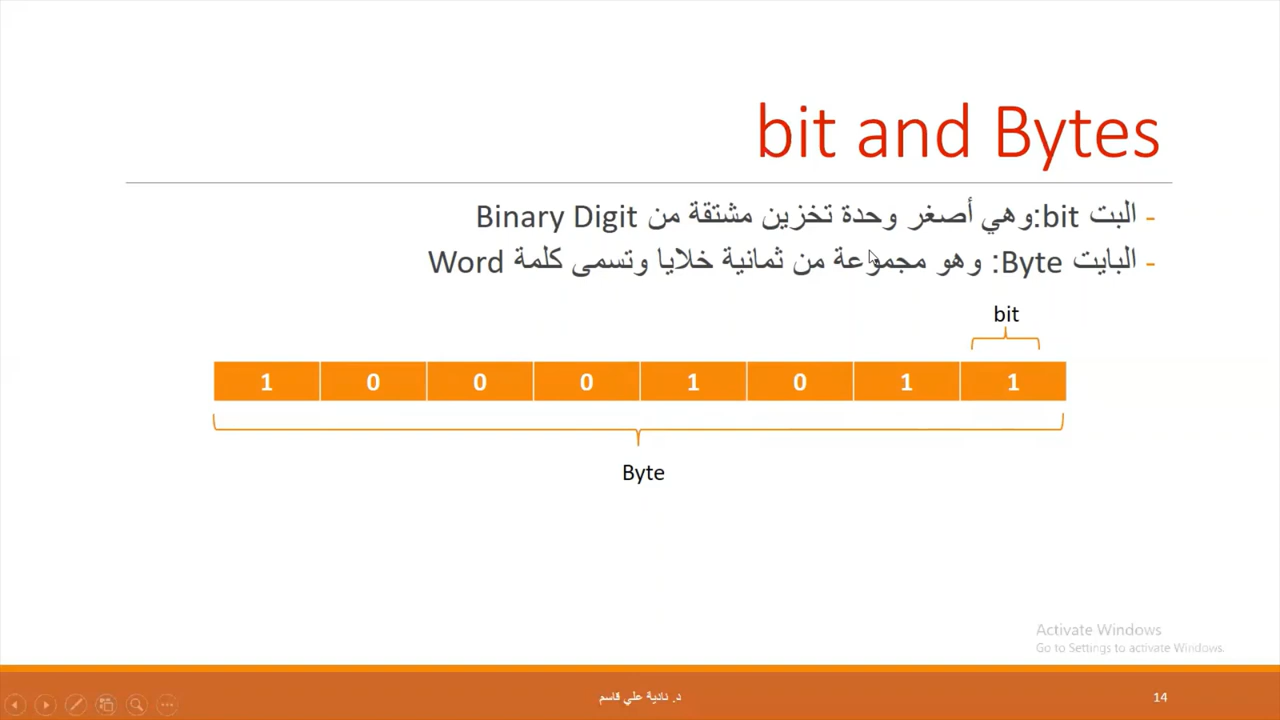 bit and Bytes
- البت bit:وهي أصغر وحدة تخزين مشتقة من Binary Digit
- البايت Byte: وهو مجموعة من ثمانية خلايا وتسمى كلمة Word
bit
1 0 0 0 1 0 1 1
Byte
Activate Windows
Go to Settings to activate Windows.
د. نادية علي قاسم
14